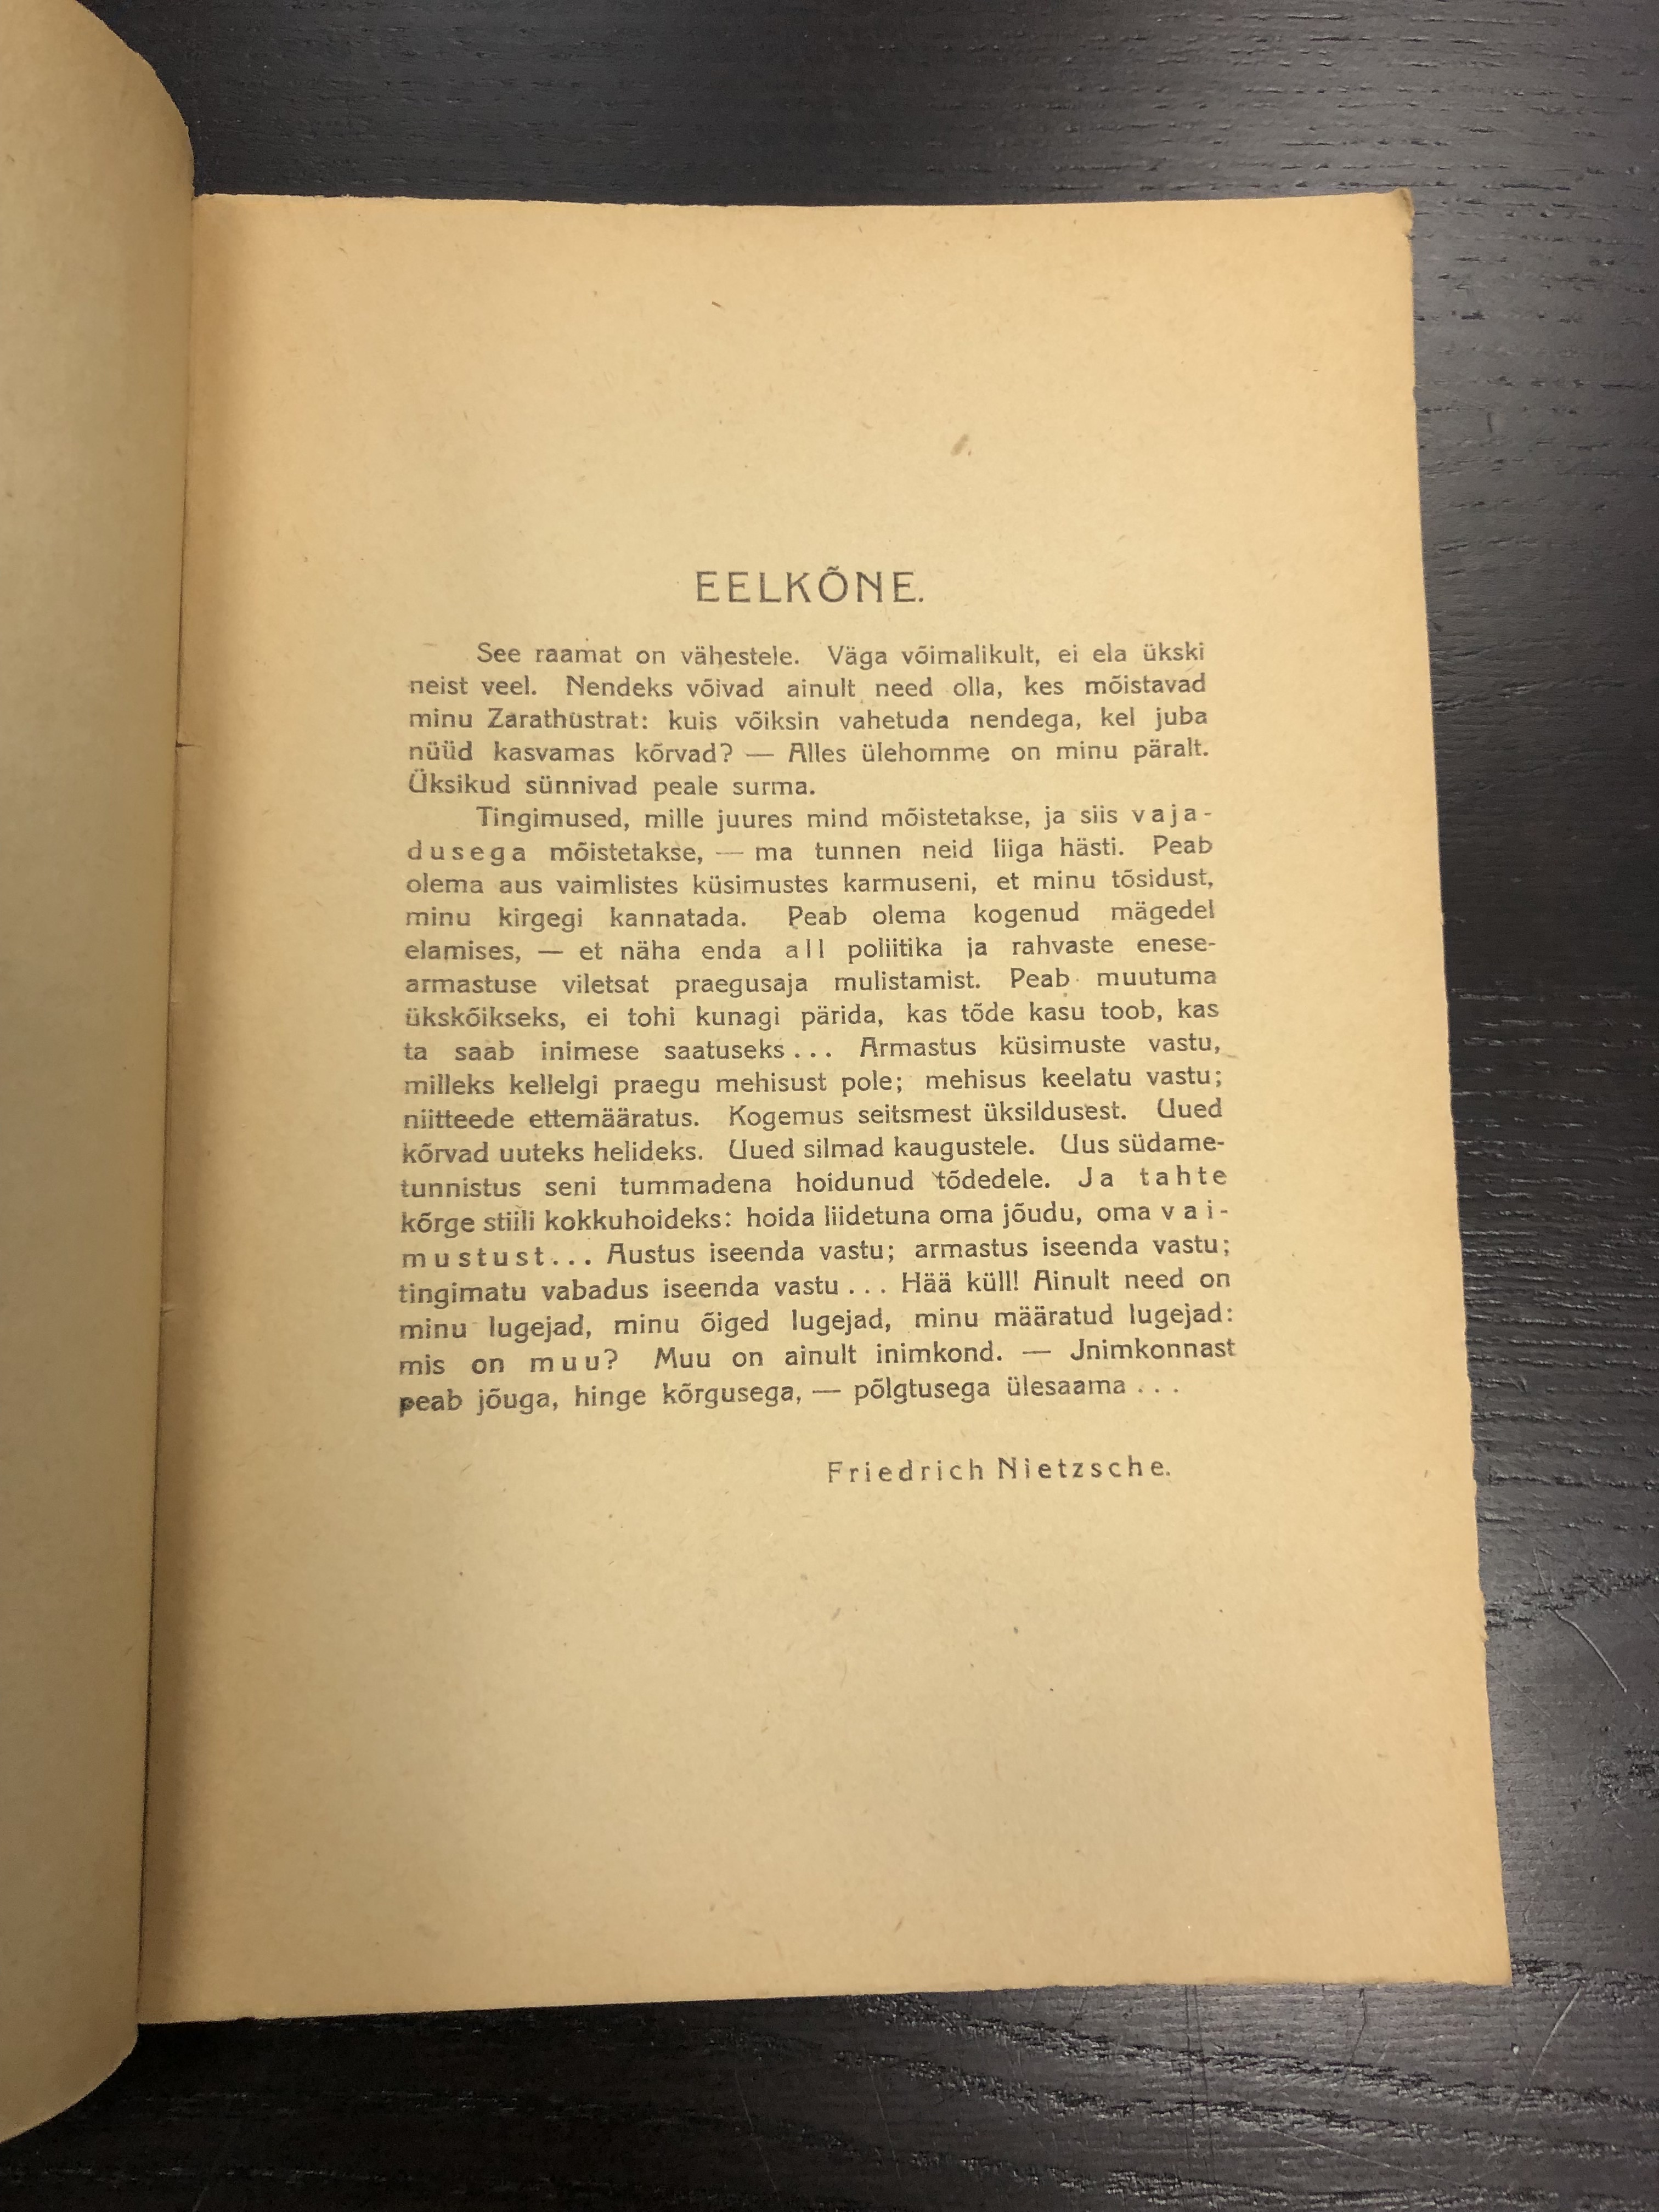 EELKÕNE.
See raamat on vähestele. Väga võimalikult, ei ela ükski
neist veel. Nendeks võivad ainult need olla, kes mõistavad
minu Zarathustrat: kuis võiksin vahetuda nendega, kel juba
nüüd kasvamas kõrvad? — Alles ülehomme on minu päralt.
Üksikud sünnivad peale surma.
Tingimused, mille juures mind mõistetakse, ja siis vaja-
dusega mõistetakse, — ma tunnen neid liiga hästi. Peab
olema aus vaimlistes küsimustes karmuseni, et minu tõsidust,
minu kirgegi kannatada. Peab olema kogenud mägedel
elamises, — et näha enda all poliitika ja rahvaste enese-
armastuse viletsat praegusaja mulistamist. Peab muutuma
ükskõikseks, ei tohi kunagi pärida, kas tõde kasu toob, kas
ta saab inimese saatuseks... Armastus küsimuste vastu,
milleks kellelgi praegu mehisust pole; mehisus keelatu vastu;
niitteede ettemääratus. Kogemus seitsmest üksildusest. Uued
kõrvad uuteks helideks. Uued silmad kaugustele. Uus südame-
tunnistus seni tummadena hoidunud tõdedele. Ja tahte
kõrge stiili kokkuhoideks: hoida liidetuna oma jõudu, oma vai-
mustust... Austus iseenda vastu; armastus iseenda vastu;
tingimatu vabadus iseenda vastu... Hää küll! Ainult need on
minu lugejad, minu õiged lugejad, minu määratud lugejad:
mis on muu? Muu on ainult inimkond. — Jnimkonnast
peab jõuga, hinge kõrgusega, — põlgtusega ülesaama...
Friedrich Nietzsche.